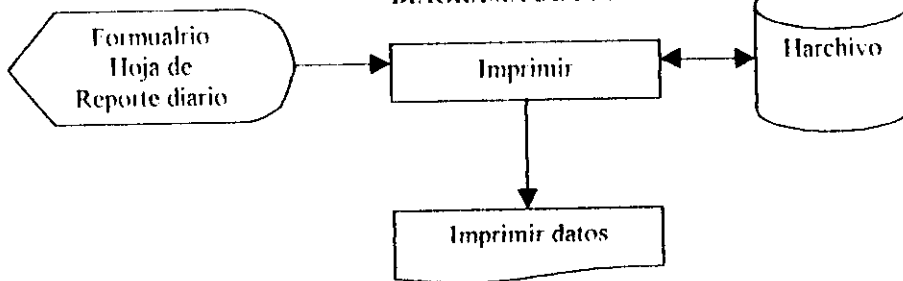 Formualrio
Hoja de
Reporte diario
Imprimir
Harchivo
Imprimir datos